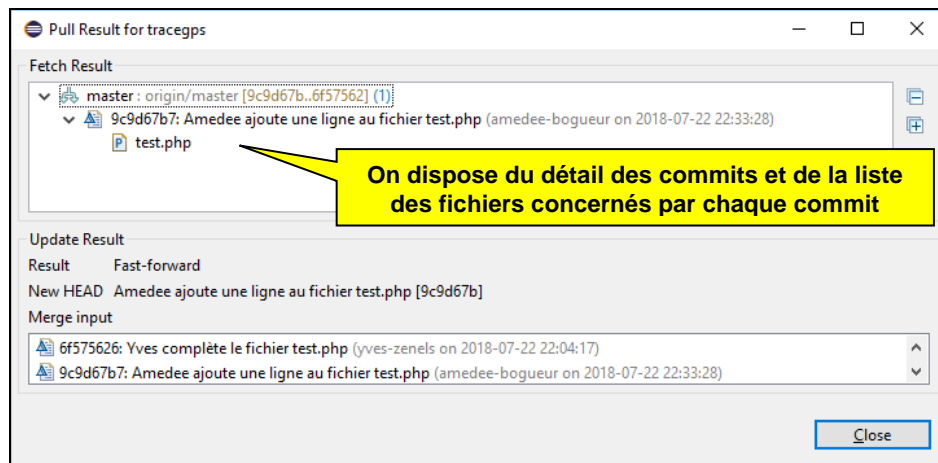 Pull Result for tracegps
Fetch Result
master : origin/master [9c9d67b..6f57562] (1)
9c9d67b7: Amedee ajoute une ligne au fichier test.php (amedee-bogueur on 2018-07-22 22:33:28)
test.php
On dispose du détail des commits et de la liste
des fichiers concernés par chaque commit
Update Result
Result Fast-forward
New HEAD Amedee ajoute une ligne au fichier test.php [9c9d67b]
Merge input
6f575626: Yves complète le fichier test.php (yves-zenels on 2018-07-22 22:04:17)
9c9d67b7: Amedee ajoute une ligne au fichier test.php (amedee-bogueur on 2018-07-22 22:33:28)
Close